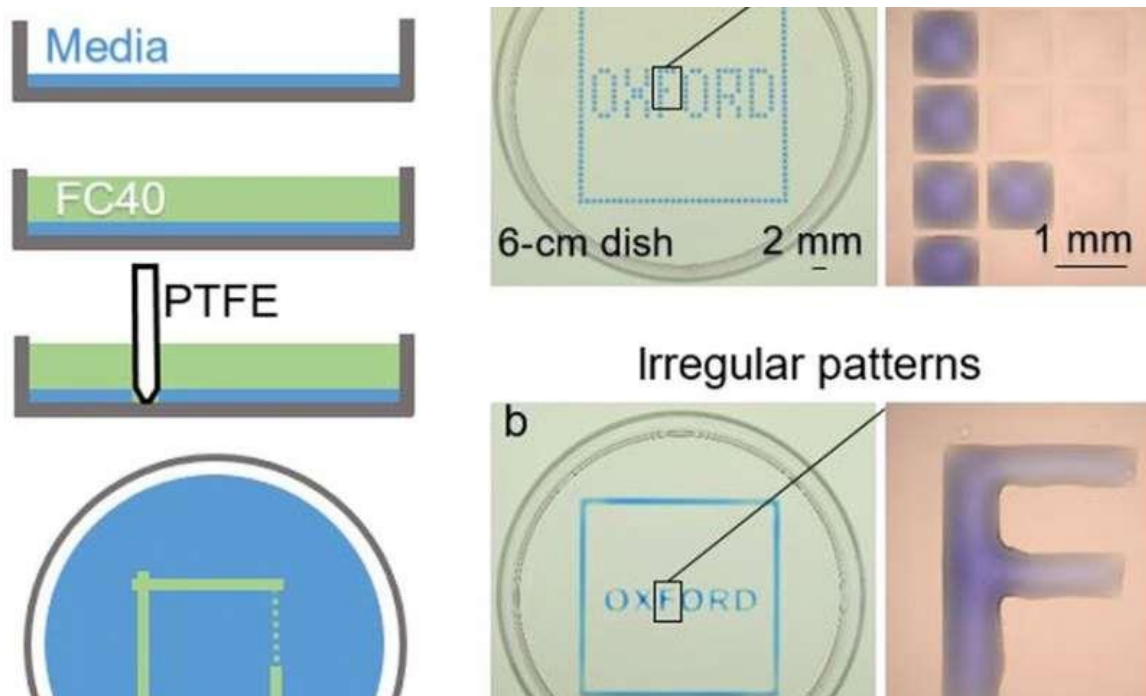 Media
FC40
PTFE
OXFORD
6-cm dish
2 mm
1 mm
Irregular patterns
b
OXFORD
F